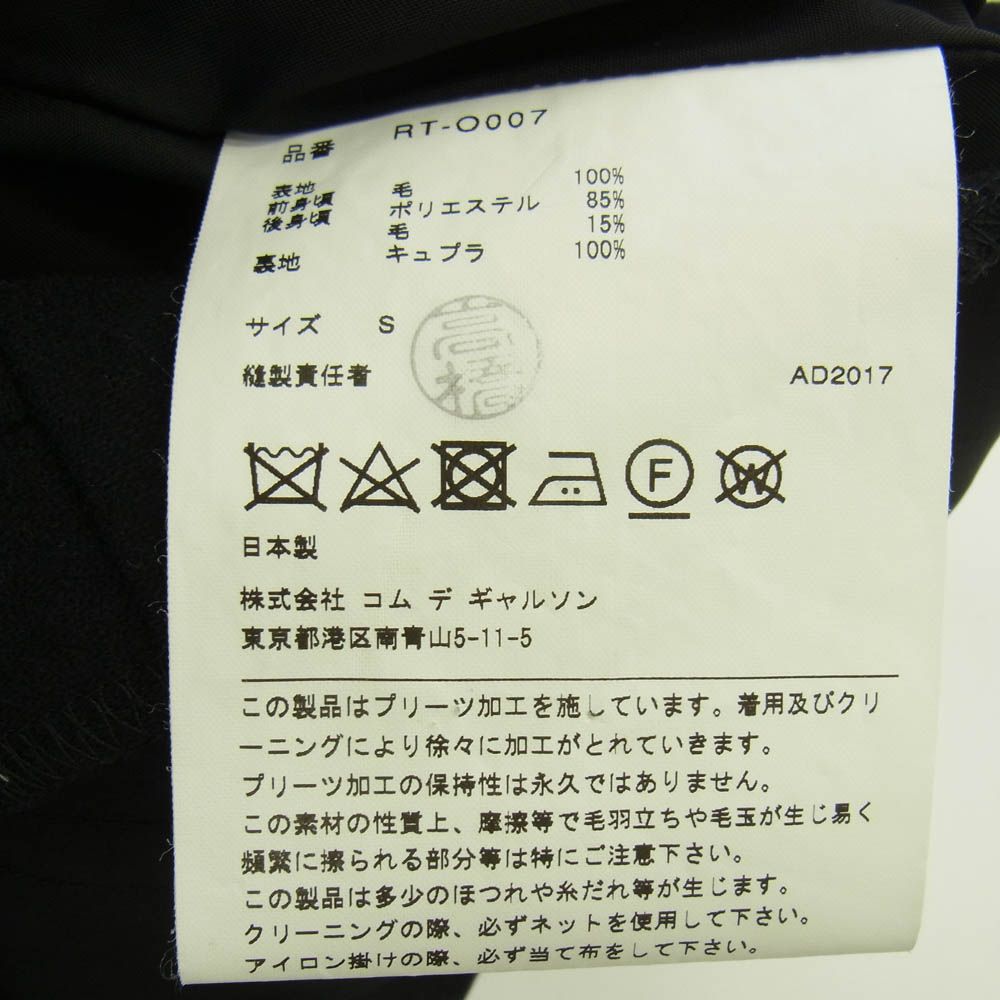 品番 RT-O007
表地 毛 100%
前身頃 ポリエステル 85%
後身頃 毛 15%
裏地 キュプラ 100%
サイズ S
高橋
縫製責任者 AD2017
F W
日本製
株式会社 コム デ ギャルソン
東京都港区南青山5-11-5
この製品はプリーツ加工を施しています。着用及びクリ
ーニングにより徐々に加工がとれていきます。
プリーツ加工の保持性は永久ではありません。
この素材の性質上、摩擦等で毛羽立ちや毛玉が生じ易く
頻繁に擦られる部分等は特にご注意下さい。
この製品は多少のほつれや糸だれ等が生じます。
クリーニングの際、必ずネットを使用して下さい。
アイロン掛けの際、必ず当て布をして下さい。